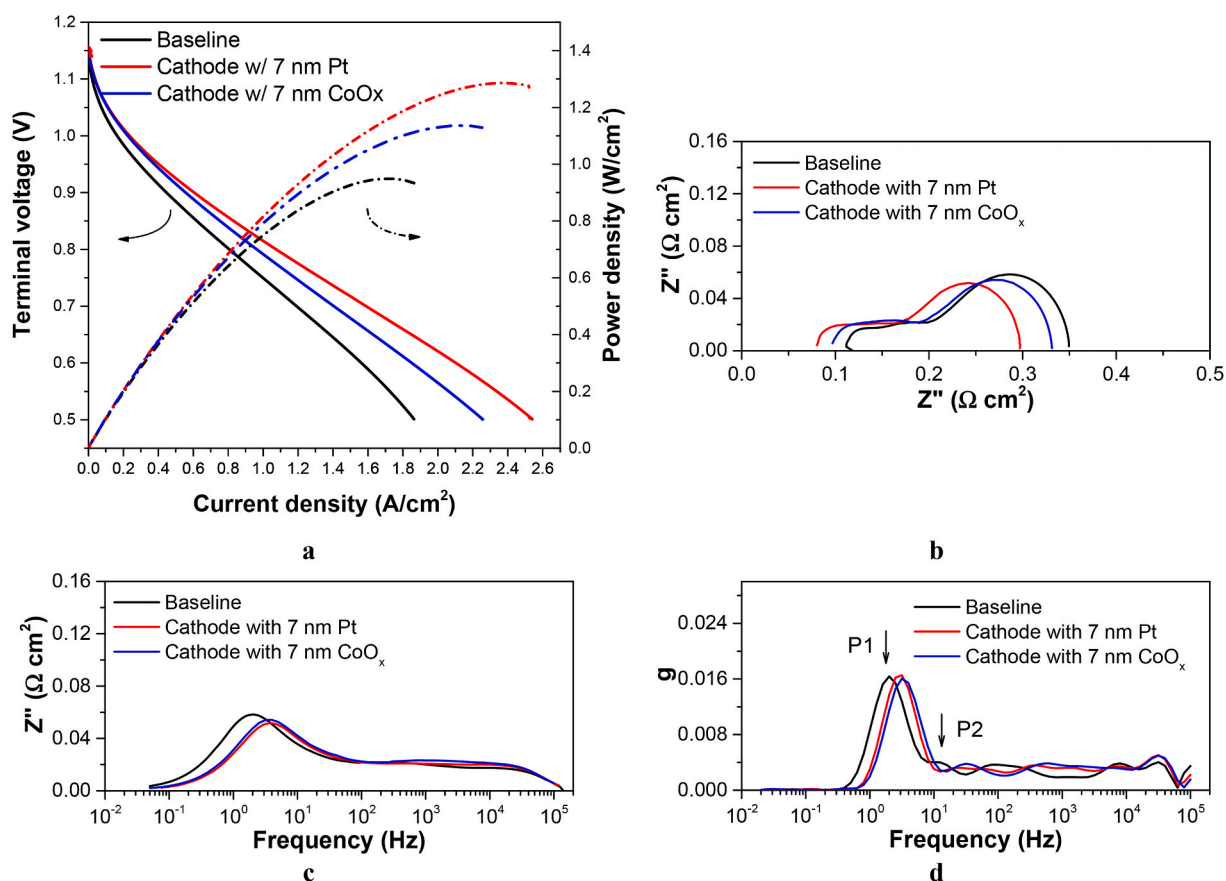 Baseline
Cathode w/ 7 nm Pt
Cathode w/ 7 nm CoOx
Terminal voltage (V)
1.2
1.1
1.0
0.9
0.8
0.7
0.6
0.5
Power density (W/cm²)
1.4
1.2
1.0
0.8
0.6
0.4
0.2
0.0
0.0 0.2 0.4 0.6 0.8 1.0 1.2 1.4 1.6 1.8 2.0 2.2 2.4 2.6
Current density (A/cm²)
a
Baseline
Cathode with 7 nm Pt
Cathode with 7 nm CoOₓ
Z" (Ω cm²)
0.16
0.12
0.08
0.04
0.00
0.0 0.1 0.2 0.3 0.4 0.5
Z" (Ω cm²)
b
Baseline
Cathode with 7 nm Pt
Cathode with 7 nm CoOₓ
Z" (Ω cm²)
0.16
0.12
0.08
0.04
0.00
10⁻² 10⁻¹ 10⁰ 10¹ 10² 10³ 10⁴ 10⁵
Frequency (Hz)
c
Baseline
Cathode with 7 nm Pt
Cathode with 7 nm CoOₓ
P1
P2
g
0.024
0.016
0.008
0.000
10⁻² 10⁻¹ 10⁰ 10¹ 10² 10³ 10⁴ 10⁵
Frequency (Hz)
d